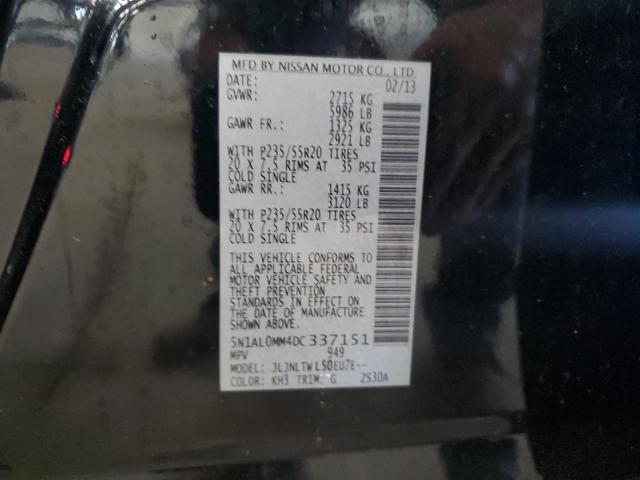 MFD BY NISSAN MOTOR CO., LTD.
DATE: 02/13
GVWR: 2715 KG
5986 LB
GAWR FR.: 1325 KG
2921 LB
WITH P235/55R20 TIRES
20 X 7.5 RIMS AT 35 PSI
COLD SINGLE
GAWR RR.: 1415 KG
3120 LB
WITH P235/55R20 TIRES
20 X 7.5 RIMS AT 35 PSI
COLD SINGLE
THIS VEHICLE CONFORMS TO
ALL APPLICABLE FEDERAL
MOTOR VEHICLE SAFETY AND
THEFT PREVENTION
STANDARDS IN EFFECT ON
THE DATE OF MANUFACTURE
SHOWN ABOVE.
5N1AL0MM4DC337151
MPV 949
MODEL: JLJNLTWL50EU7E--
COLOR: KH3 TRIM: G 2S30A